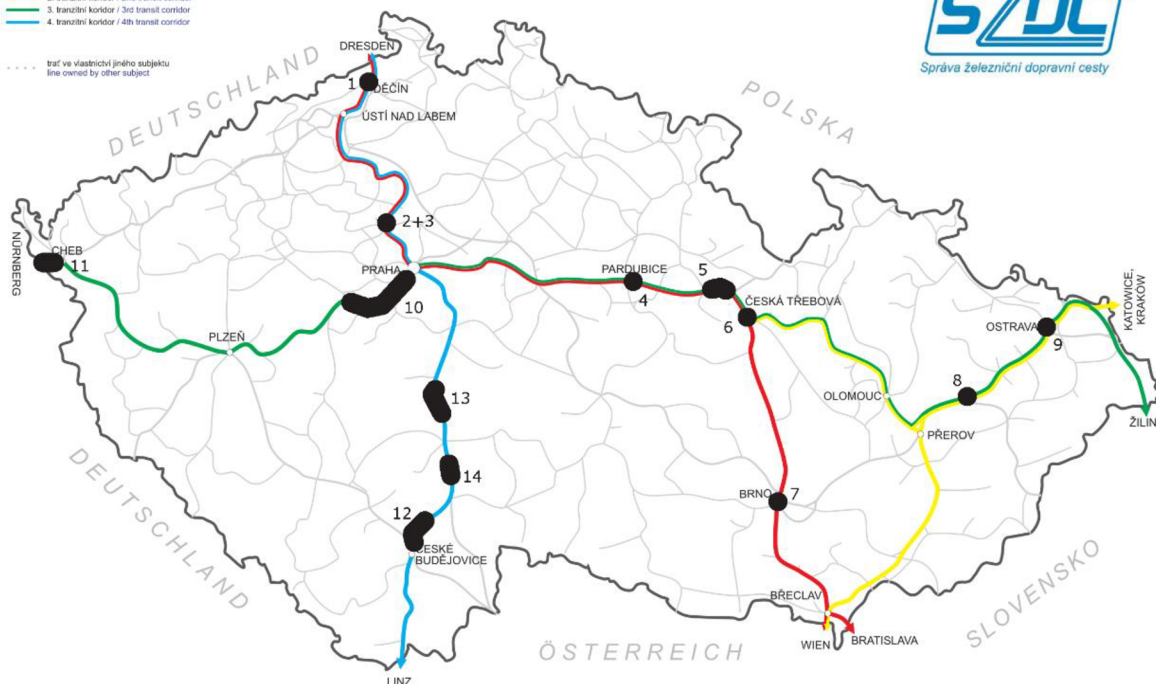 3. tranzitní koridor / 3rd transit corridor
4. tranzitní koridor / 4th transit corridor
trať ve vlastnictví jiného subjektu
line owned by other subject
SŽDC
Správa železniční dopravní cesty
DRESDEN
DEUTSCHLAND
1
DĚČÍN
ÚSTÍ NAD LABEM
POLSKA
2+3
NÜRNBERG
CHEB
11
PRAHA
10
PARDUBICE
4
5
ČESKÁ TŘEBOVÁ
6
KATOWICE,
KRAKÓW
OSTRAVA
9
PLZEŇ
13
OLOMOUC
8
ŽILIN
PŘEROV
DEUTSCHLAND
14
BRNO
7
12
ČESKÉ
BUDĚJOVICE
SLOVENSKO
BŘECLAV
ÖSTERREICH
WIEN
BRATISLAVA
LINZ